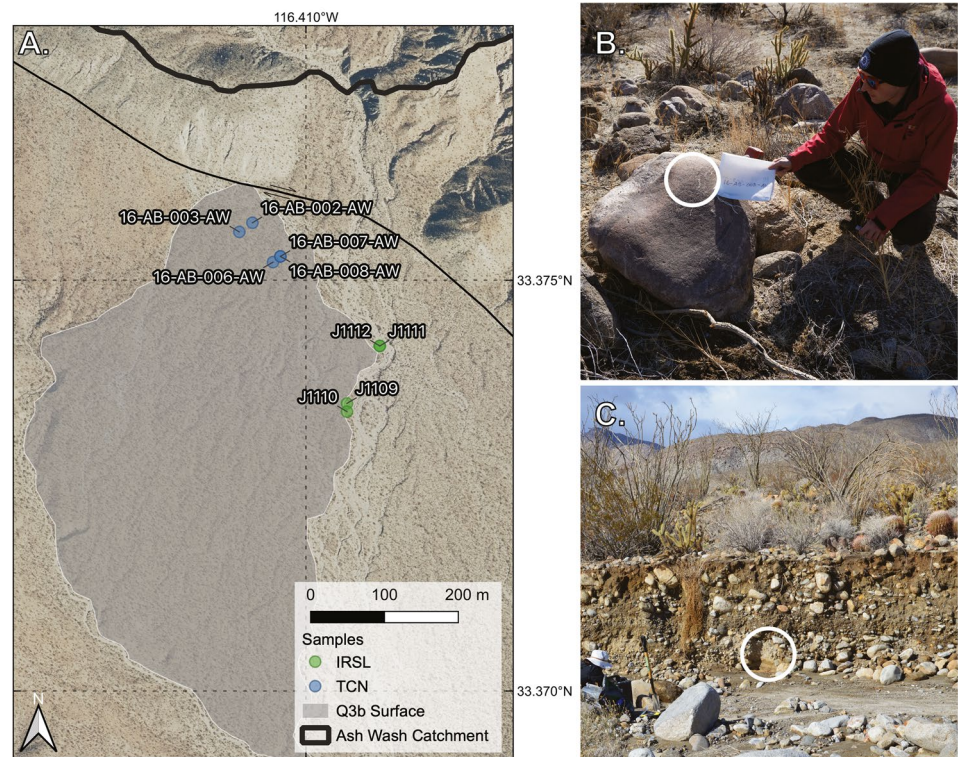 116.410°W
A.
16-AB-003-AW
16-AB-002-AW
16-AB-007-AW
16-AB-006-AW
16-AB-008-AW
33.375°N
J1112
J1111
J1110
J1109
0 100 200 m
Samples
IRSL
TCN
Q3b Surface
Ash Wash Catchment
33.370°N
N
B.
C.